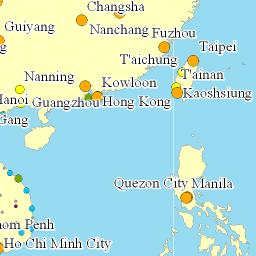 Changsha
Guiyang
Nanchang
Fuzhou
Taipei
T'aichung
Nanning
Kowloon
T'ainan
Hanoi
Guangzhou
Hong Kong
Kaoshsiung
Gang
Quezon City
Manila
nom Penh
Ho Chi Minh City